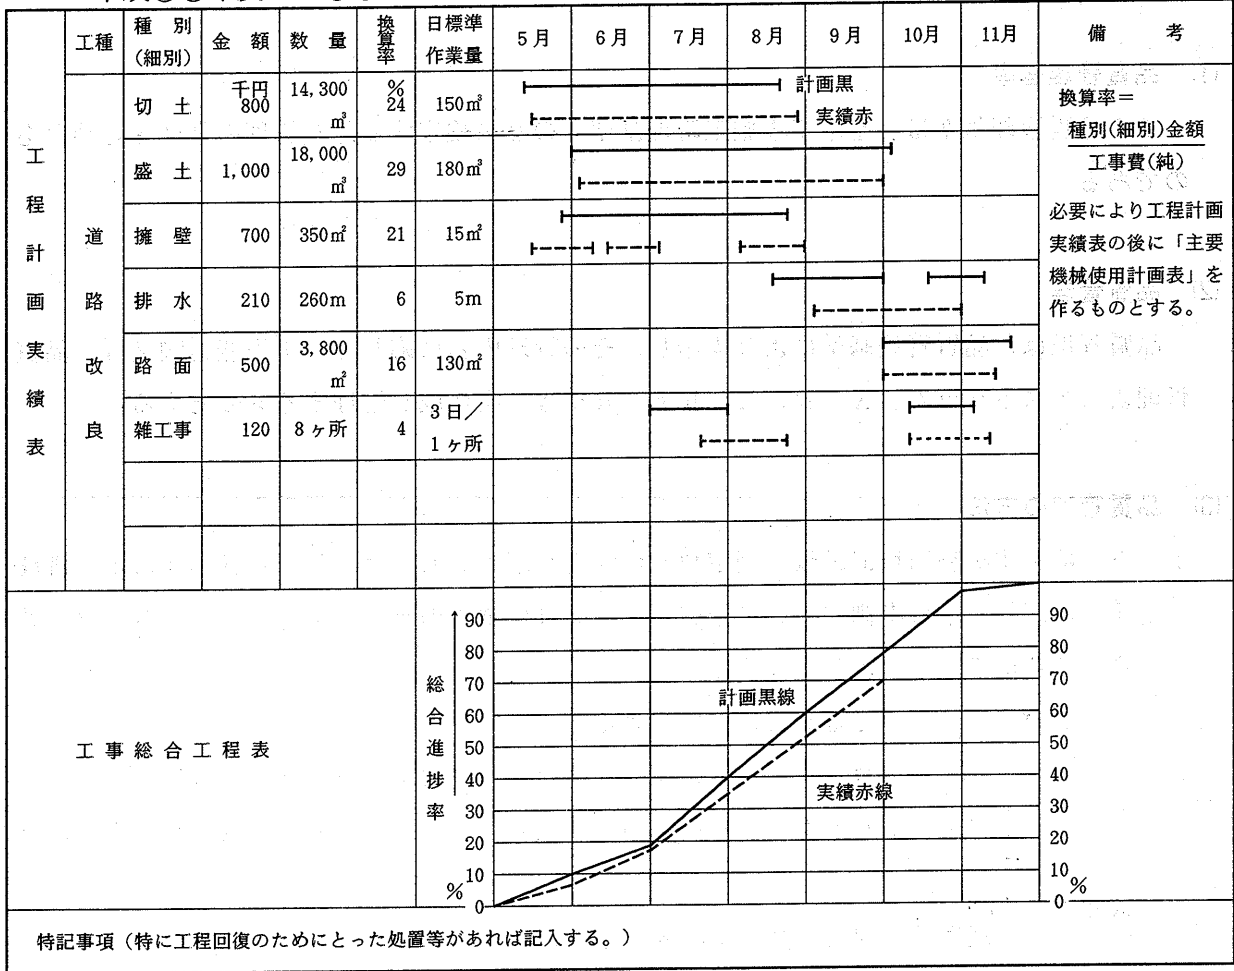 工種 種別(細別) 金額 数量 換算率 日標準作業量 5月 6月 7月 8月 9月 10月 11月 備考
工程計画実績表
道路改良
切土 千円 800 14,300㎥ % 24 150㎥
計画黒
実績赤
盛土 1,000 18,000㎥ 29 180㎥
擁壁 700 350㎡ 21 15㎡
排水 210 260m 6 5m
路面 500 3,800㎡ 16 130㎡
雑工事 120 8ヶ所 4 3日/1ヶ所
換算率=
種別(細別)金額
工事費(純)
必要により工程計画
実績表の後に「主要
機械使用計画表」を
作るものとする。
工事総合工程表
総合進捗率
90 90
80 80
70 70
60 60
50 50
40 40
30 30
20 20
10 10
% %
0 0
計画黒線
実績赤線
特記事項(特に工程回復のためにとった処置等があれば記入する。)